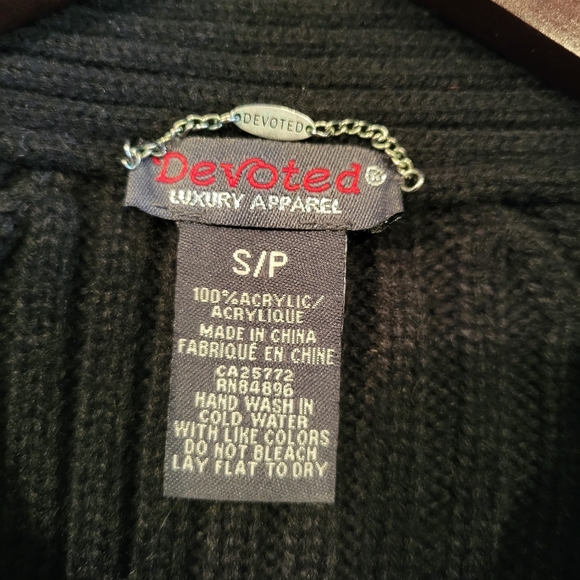 DEVOTED
Devoted®
LUXURY APPAREL
S/P
100%ACRYLIC/
ACRYLIQUE
MADE IN CHINA
FABRIQUÉ EN CHINE
CA25772
RN84896
HAND WASH IN
COLD WATER
WITH LIKE COLORS
DO NOT BLEACH
LAY FLAT TO DRY